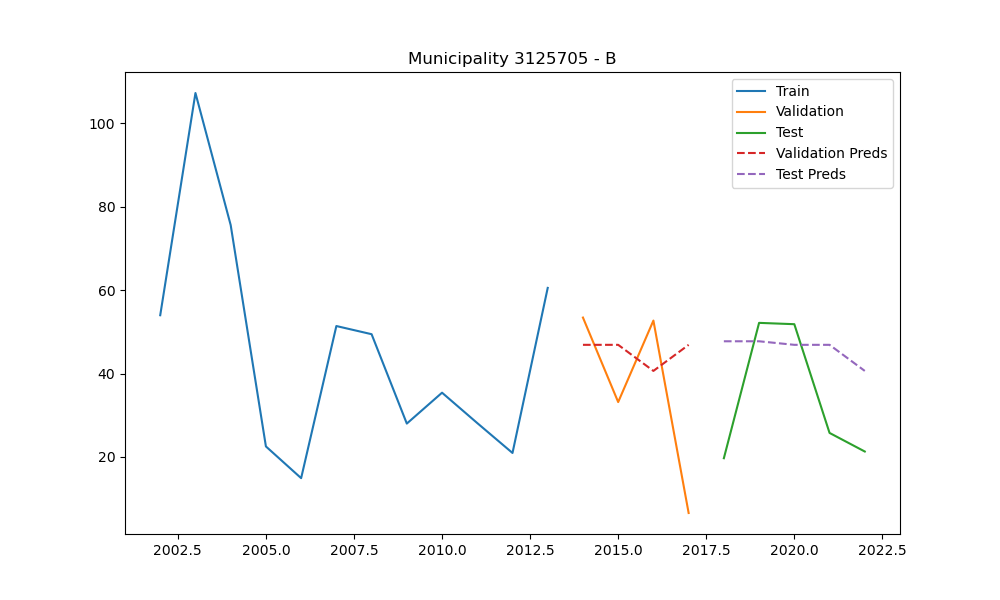 Municipality 3125705 - B
Train
Validation
Test
Validation Preds
Test Preds
100
80
60
40
20
2002.5 2005.0 2007.5 2010.0 2012.5 2015.0 2017.5 2020.0 2022.5